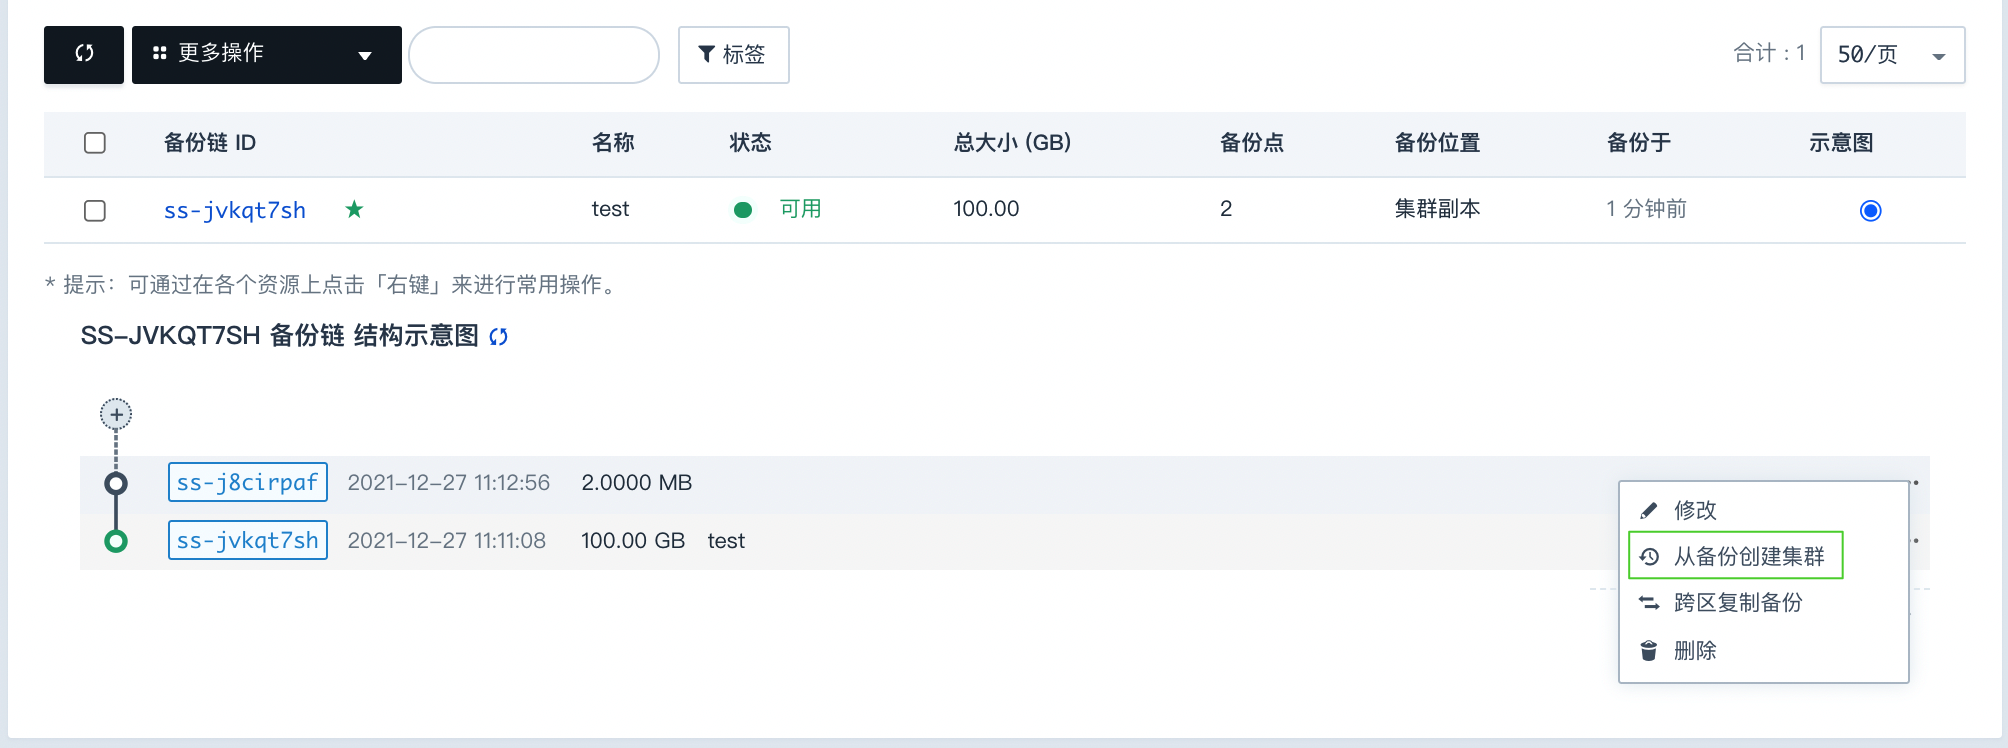 更多操作 标签 合计 : 1 50/页
备份链 ID 名称 状态 总大小 (GB) 备份点 备份位置 备份于 示意图
ss-jvkqt7sh test 可用 100.00 2 集群副本 1 分钟前
* 提示：可通过在各个资源上点击「右键」来进行常用操作。
SS-JVKQT7SH 备份链 结构示意图
ss-j8cirpaf 2021-12-27 11:12:56 2.0000 MB
ss-jvkqt7sh 2021-12-27 11:11:08 100.00 GB test
修改
从备份创建集群
跨区复制备份
删除